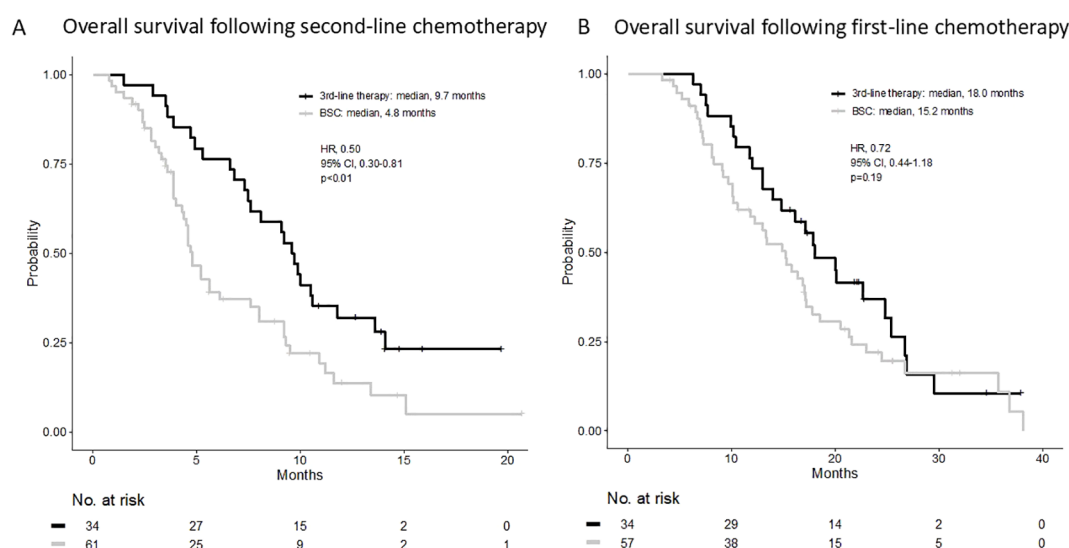 A Overall survival following second-line chemotherapy
1.00
0.75
0.50
0.25
0.00
Probability
3rd-line therapy: median, 9.7 months
BSC: median, 4.8 months
HR, 0.50
95% CI, 0.30-0.81
p<0.01
0 5 10 15 20
Months
No. at risk
34 27 15 2 0
61 25 9 2 1
B Overall survival following first-line chemotherapy
1.00
0.75
0.50
0.25
0.00
Probability
3rd-line therapy: median, 18.0 months
BSC: median, 15.2 months
HR, 0.72
95% CI, 0.44-1.18
p=0.19
0 10 20 30 40
Months
No. at risk
34 29 14 2 0
57 38 15 5 0